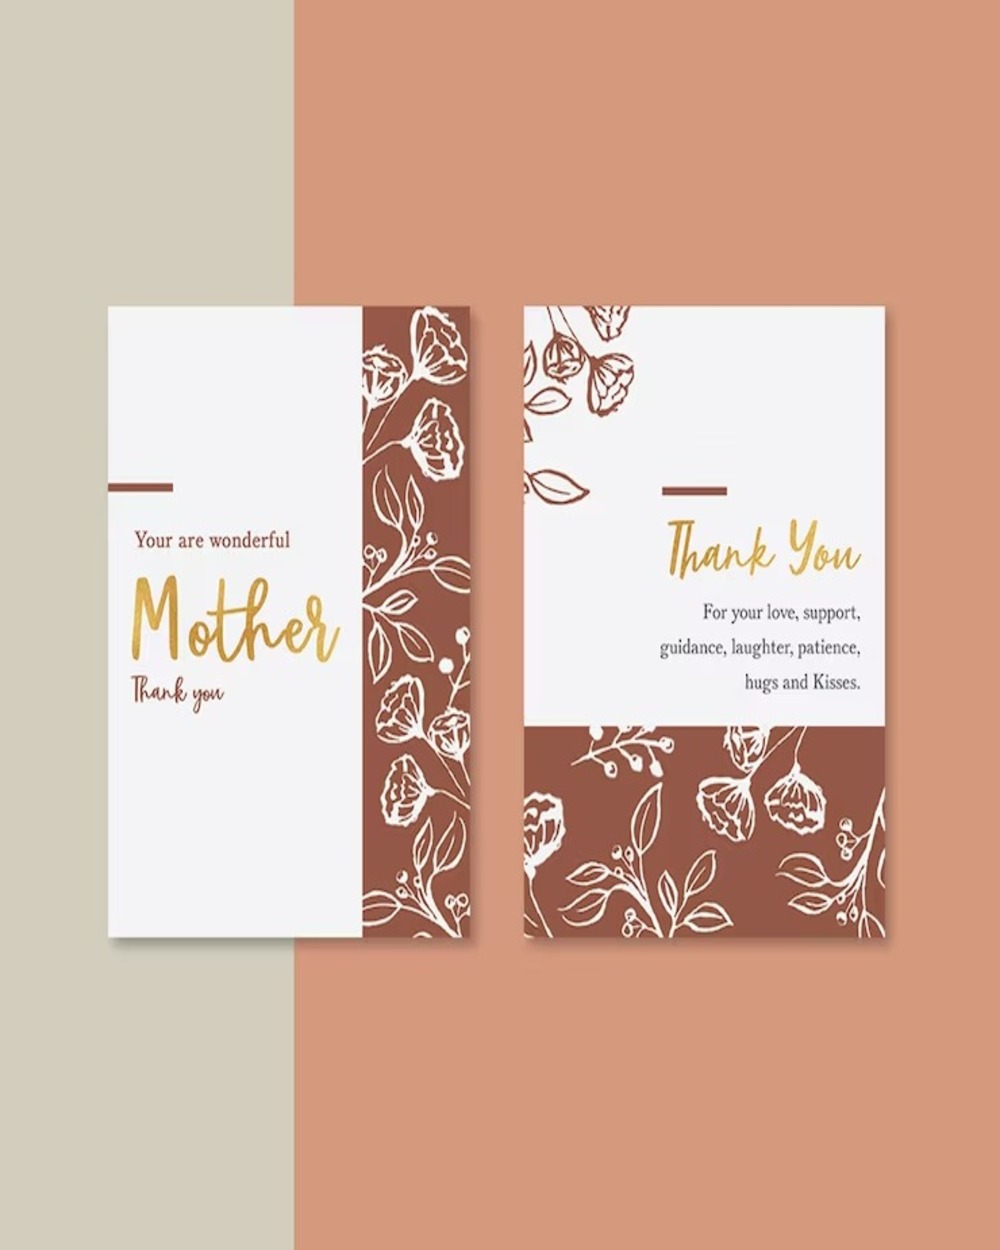 Your are wonderful
Mother
Thank you
Thank You
For your love, support,
guidance, laughter, patience,
hugs and Kisses.